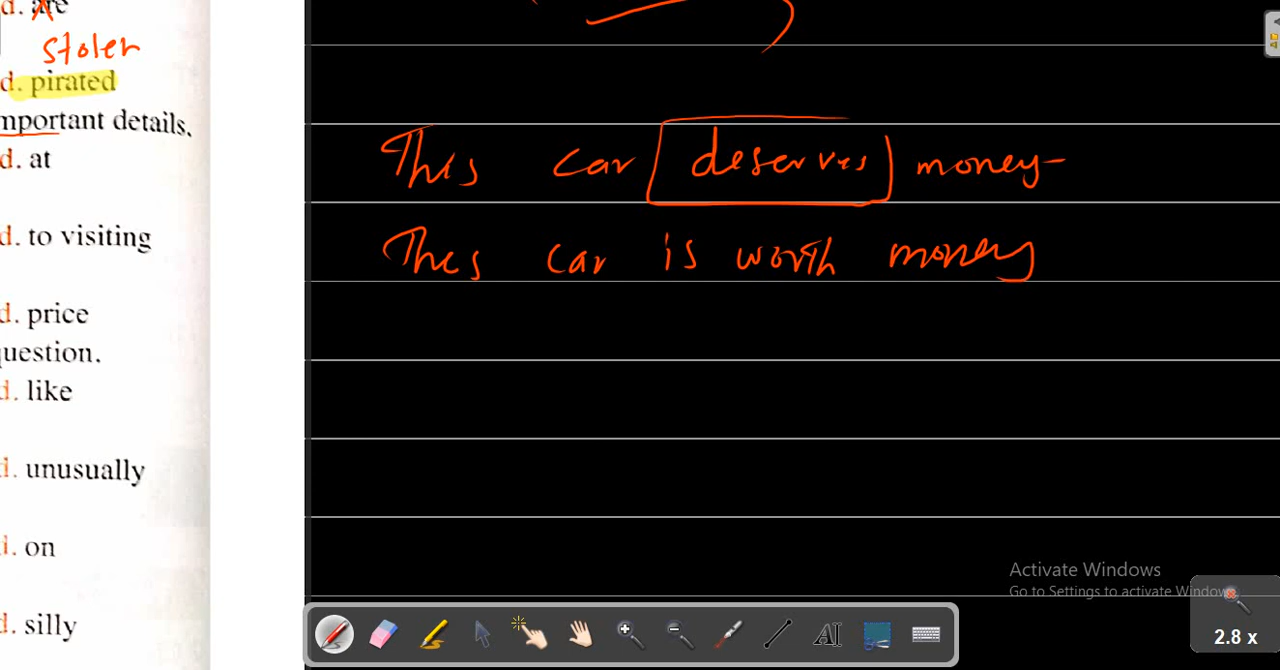 d. are
stolen
d. pirated
mportant details.
d. at
d. to visiting
d. price
question.
d. like
d. unusually
d. on
d. silly
This car deserves money
This car is worth money
Activate Windows
Go to Settings to activate Windows
AI
2.8 x